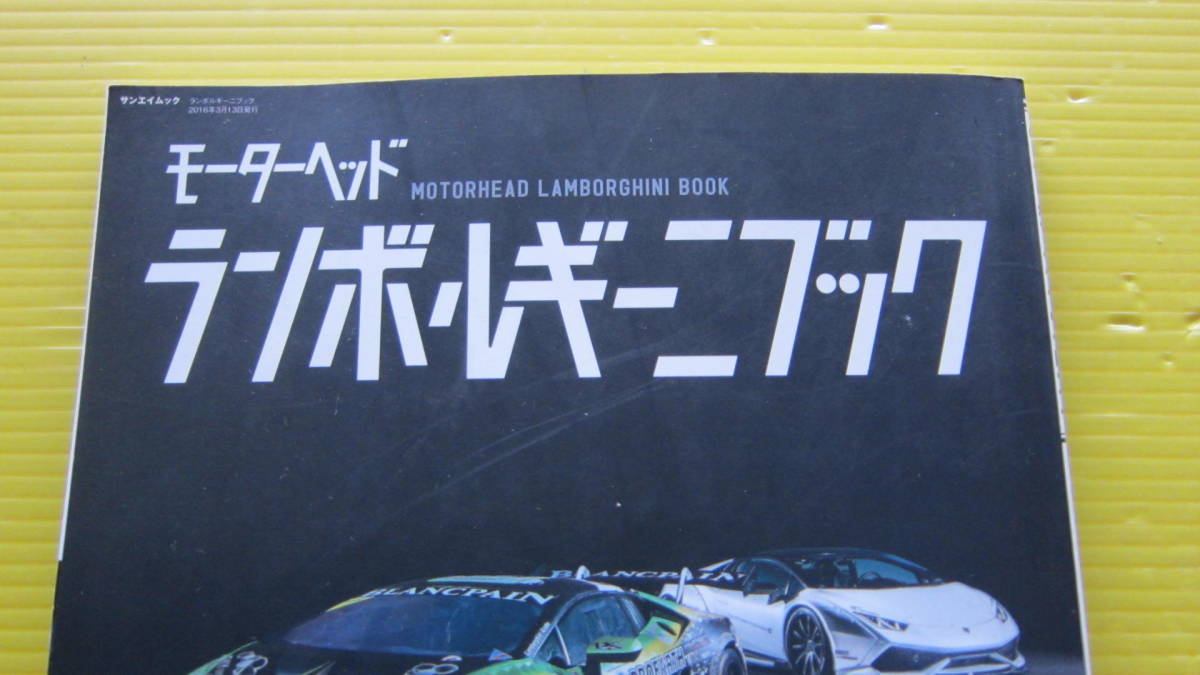 サンエイムック ランボルギーニブック
2016年3月13日発行
モーターヘッド
MOTORHEAD LAMBORGHINI BOOK
ランボルギーニブック
BLANCPAIN
BLANCPAIN